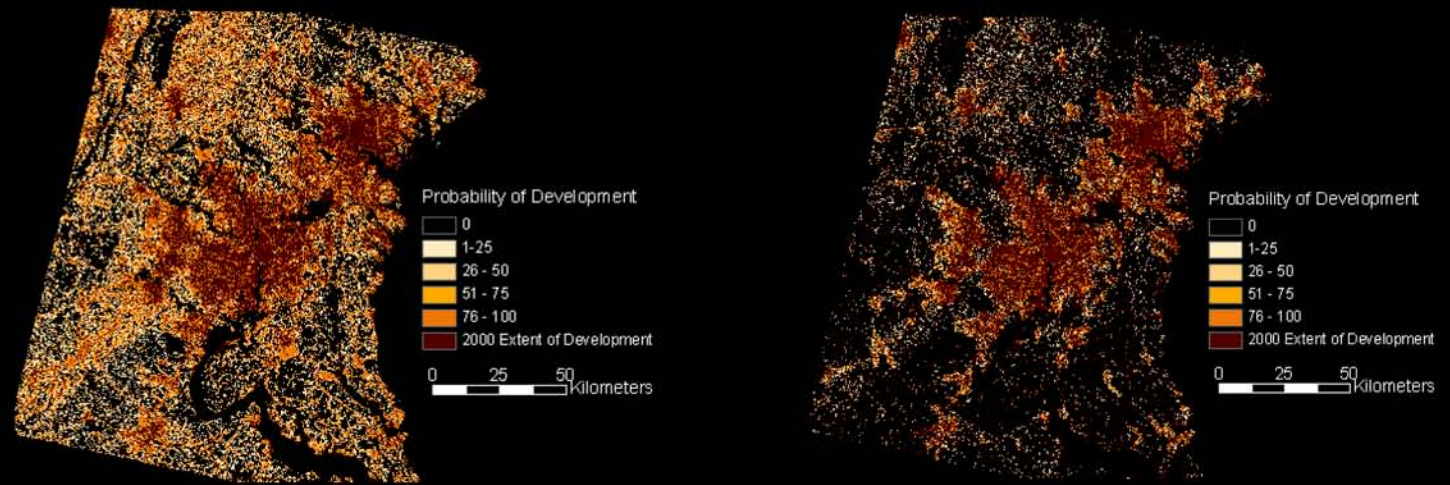 Probability of Development
0
1-25
26 - 50
51 - 75
76 - 100
2000 Extent of Development
0 25 50
Kilometers
Probability of Development
0
1-25
26 - 50
51 - 75
76 - 100
2000 Extent of Development
0 25 50
Kilometers